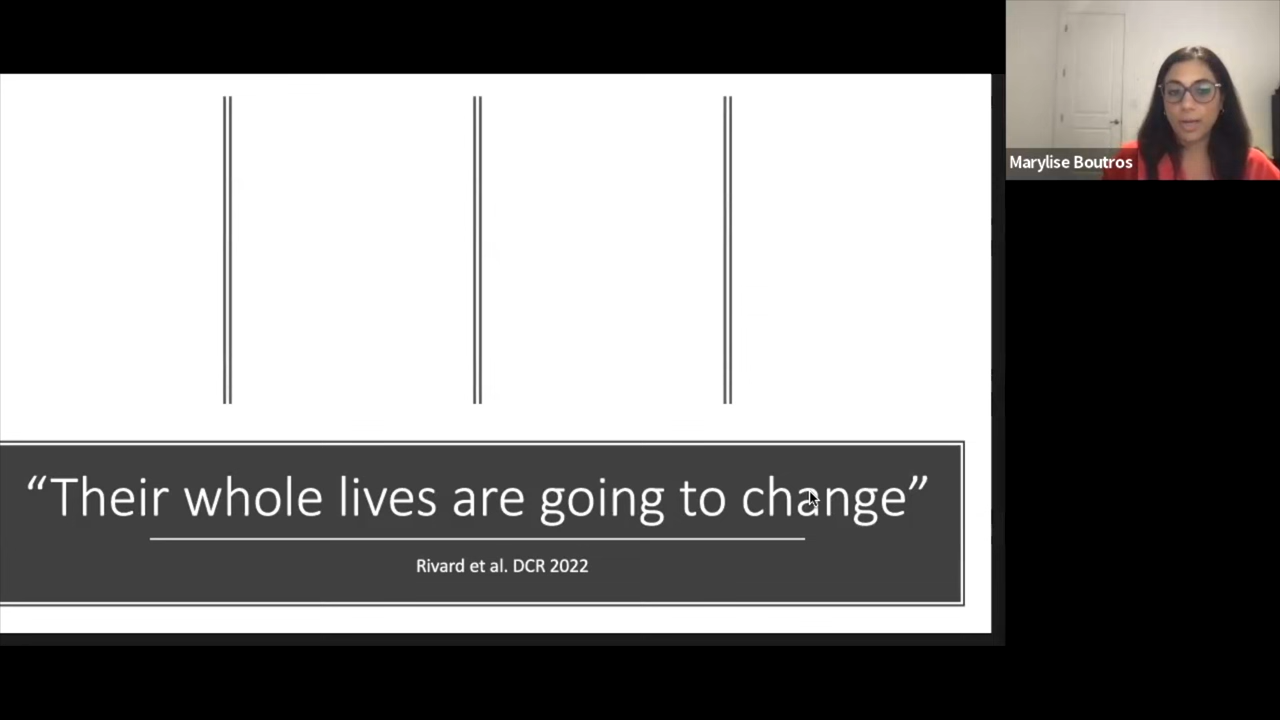 Marylise Boutros
“Their whole lives are going to change”
Rivard et al. DCR 2022